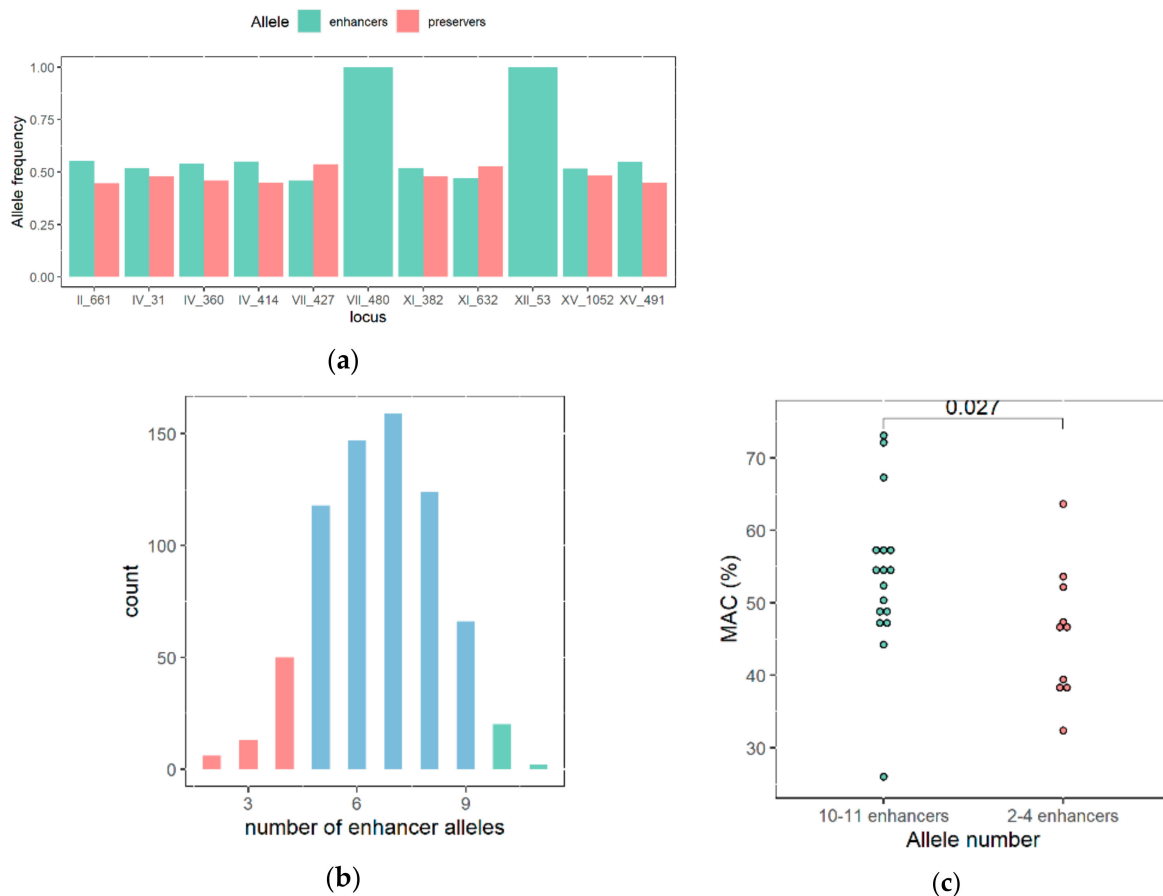 Allele enhancers preservers
1.00
0.75
0.50
0.25
0.00
Allele frequency
II_661 IV_31 IV_360 IV_414 VII_427 VII_480 XI_382 XI_632 XII_53 XV_1052 XV_491
locus
(a)
150
100
50
0
count
3 6 9
number of enhancer alleles
(b)
0.027
70
60
50
40
30
MAC (%)
10-11 enhancers 2-4 enhancers
Allele number
(c)